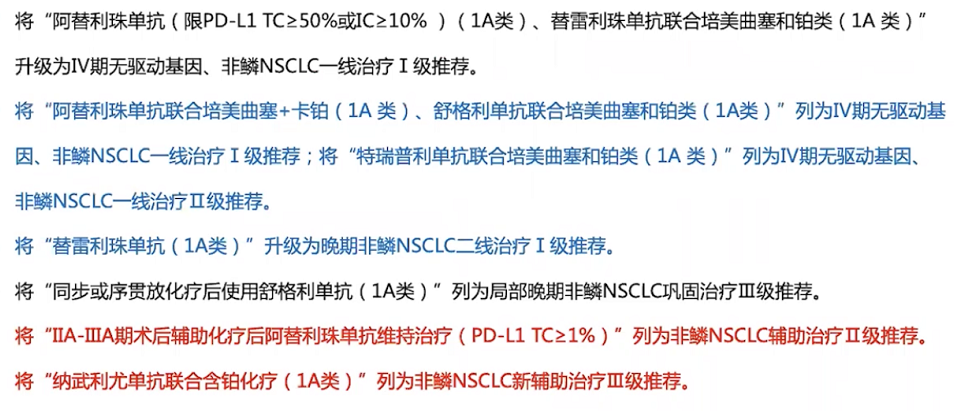 将“阿替利珠单抗（限PD-L1 TC≥50%或IC≥10% ）（1A类）、替雷利珠单抗联合培美曲塞和铂类（1A 类）”
升级为Ⅳ期无驱动基因、非鳞NSCLC一线治疗Ⅰ级推荐。
将“阿替利珠单抗联合培美曲塞+卡铂（1A 类）、舒格利单抗联合培美曲塞和铂类（1A类）”列为Ⅳ期无驱动基
因、非鳞NSCLC一线治疗Ⅰ级推荐；将“特瑞普利单抗联合培美曲塞和铂类（1A 类）”列为Ⅳ期无驱动基因、
非鳞NSCLC一线治疗Ⅱ级推荐。
将“替雷利珠单抗（1A类）”升级为晚期非鳞NSCLC二线治疗Ⅰ级推荐。
将“同步或序贯放化疗后使用舒格利单抗（1A类）”列为局部晚期非鳞NSCLC巩固治疗Ⅲ级推荐。
将“ⅡA-ⅢA期术后辅助化疗后阿替利珠单抗维持治疗（PD-L1 TC≥1%）”列为非鳞NSCLC辅助治疗Ⅱ级推荐。
将“纳武利尤单抗联合含铂化疗（1A类）”列为非鳞NSCLC新辅助治疗Ⅲ级推荐。